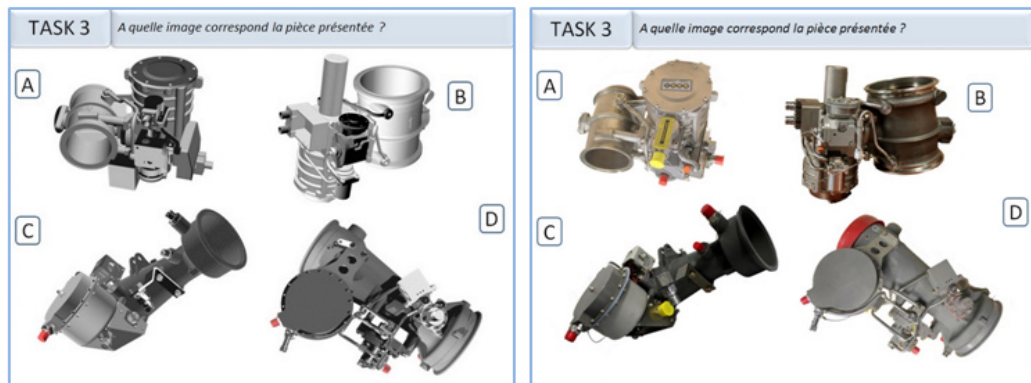 TASK 3
A quelle image correspond la pièce présentée ?
A
B
C
D
TASK 3
A quelle image correspond la pièce présentée ?
A
B
C
D